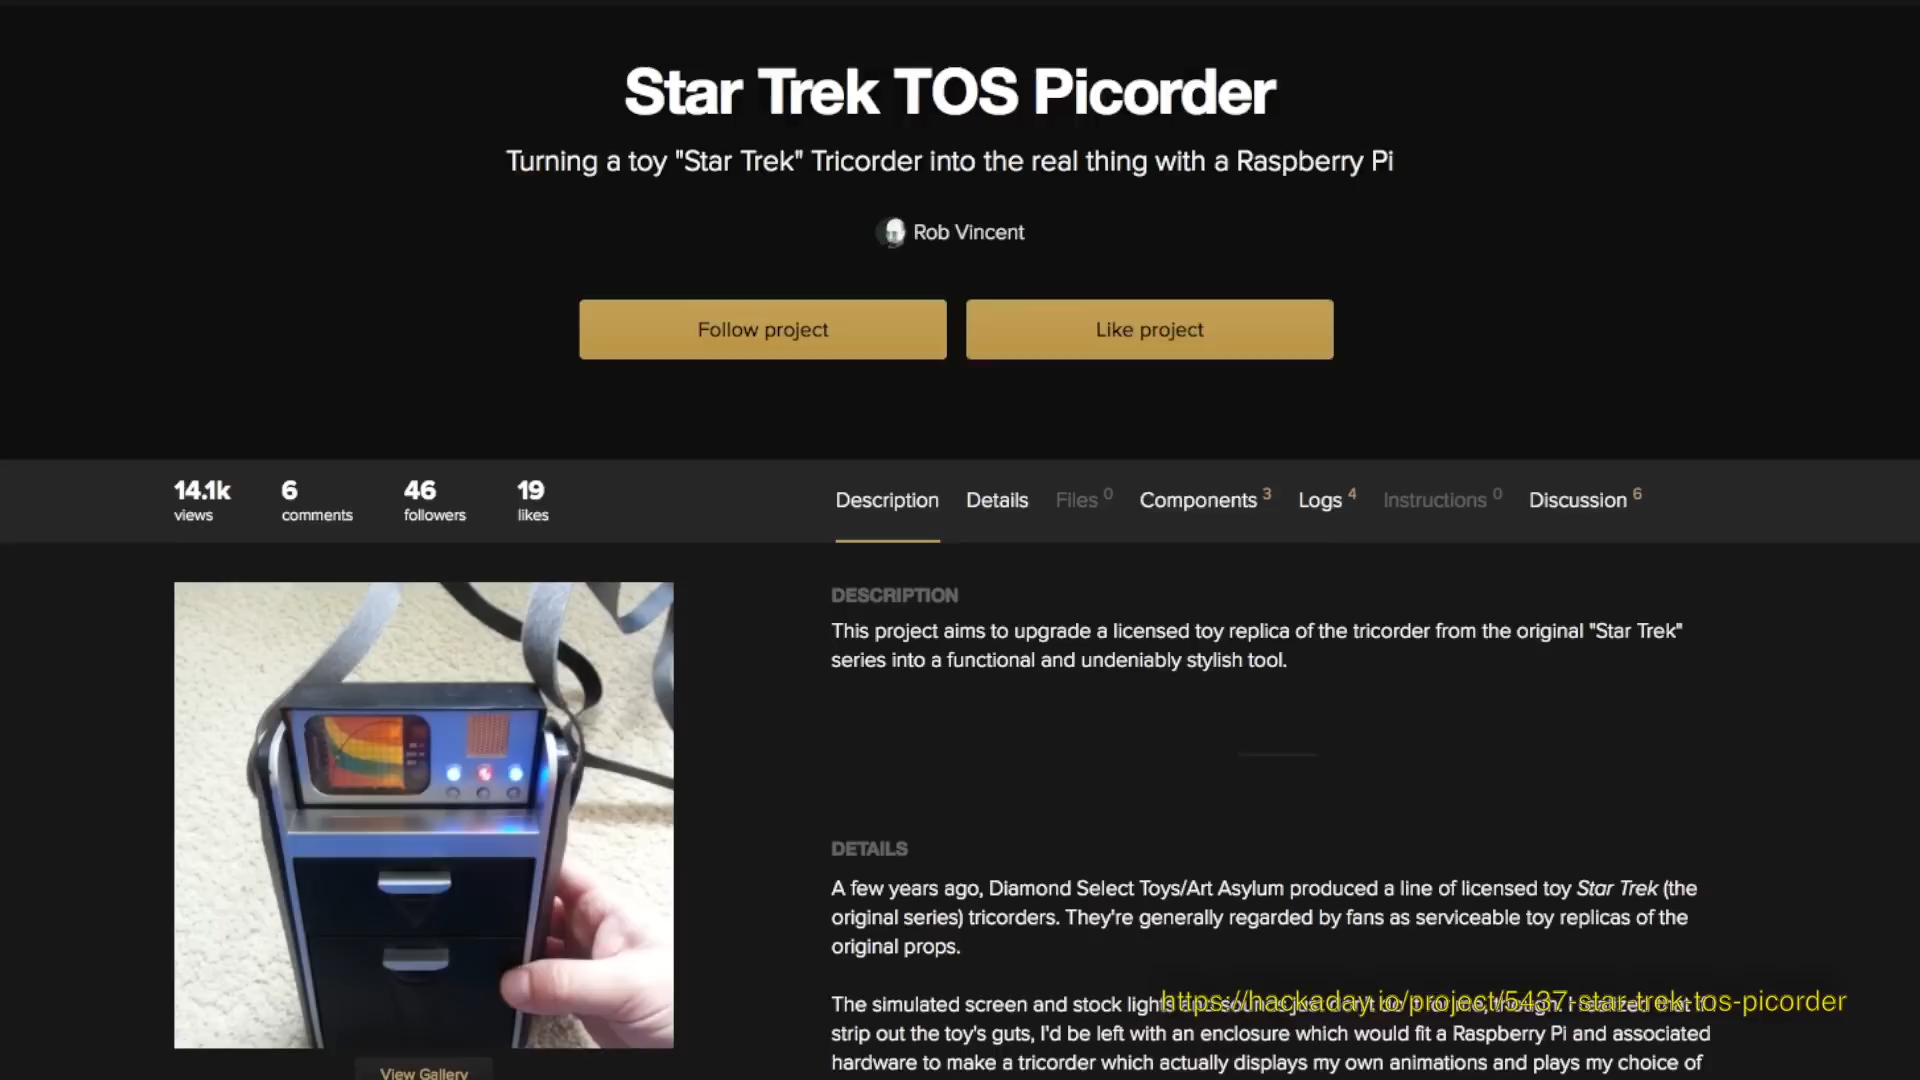 Star Trek TOS Picorder
Turning a toy "Star Trek" Tricorder into the real thing with a Raspberry Pi
Rob Vincent
Follow project
Like project
14.1k
views
6
comments
46
followers
19
likes
Description
Details
Files 0
Components 3
Logs 4
Instructions 0
Discussion 6
DESCRIPTION
This project aims to upgrade a licensed toy replica of the tricorder from the original "Star Trek"
series into a functional and undeniably stylish tool.
DETAILS
A few years ago, Diamond Select Toys/Art Asylum produced a line of licensed toy Star Trek (the
original series) tricorders. They're generally regarded by fans as serviceable toy replicas of the
original props.
The simulated screen and stock lights
https://hackaday.io/project/5437-star-trek-tos-picorder
strip out the toy's guts, I'd be left with an enclosure which would fit a Raspberry Pi and associated
hardware to make a tricorder which actually displays my own animations and plays my choice of
View Gallery